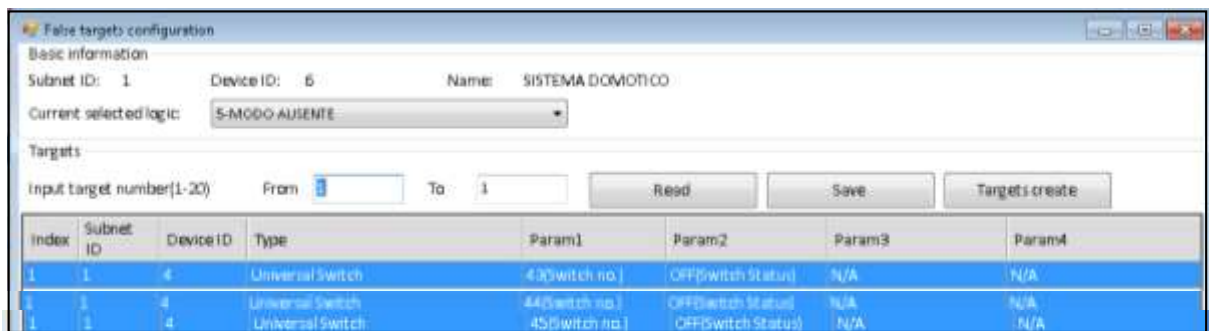 False targets configuration
Basic information
Subnet ID: 1 Device ID: 6 Name: SISTEMA DOMOTICO
Current selected logic: 5-MODO AUSENTE
Targets
Input target number(1-20) From 1 To 1 Read Save Targets create
Index Subnet ID Device ID Type Param1 Param2 Param3 Param4
1 1 4 Universal Switch 43(Switch no.) OFF(Switch Status) N/A N/A
1 1 4 Universal Switch 44(Switch no.) OFF(Switch Status) N/A N/A
1 1 4 Universal Switch 45(Switch no.) OFF(Switch Status) N/A N/A